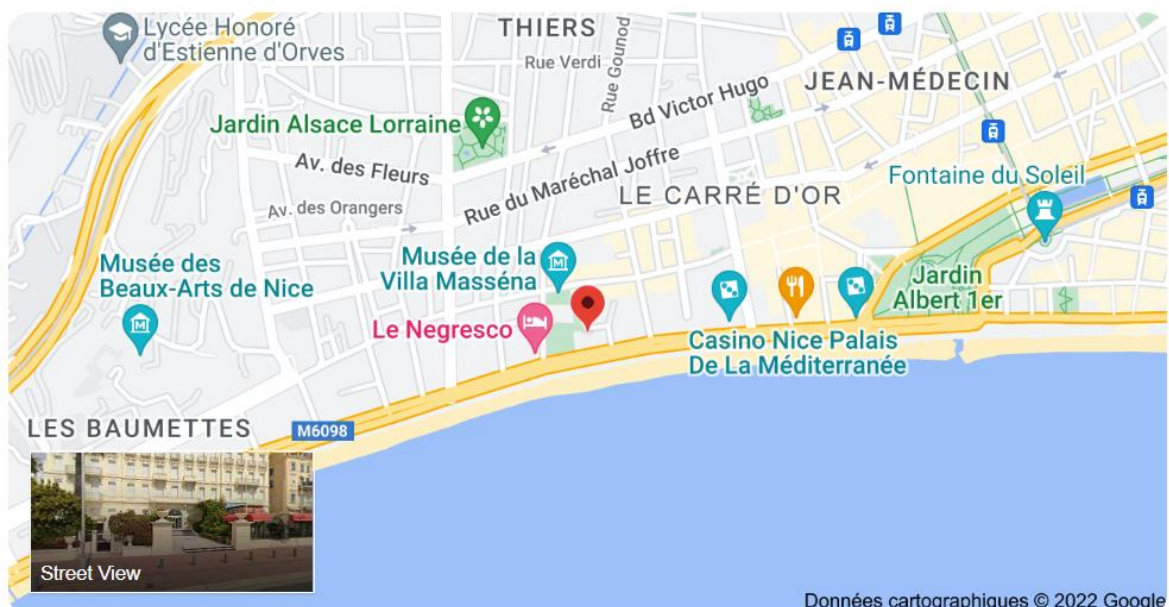 Lycée Honoré
d'Estienne d'Orves
THIERS
Rue Verdi
Rue Gounod
Bd Victor Hugo
JEAN-MÉDECIN
Jardin Alsace Lorraine
Av. des Fleurs
Rue du Maréchal Joffre
Av. des Orangers
LE CARRÉ D'OR
Fontaine du Soleil
Musée des
Beaux-Arts de Nice
Musée de la
Villa Masséna
Jardin
Albert 1er
Le Negresco
Casino Nice Palais
De La Méditerranée
LES BAUMETTES
M6098
Street View
Données cartographiques © 2022 Google